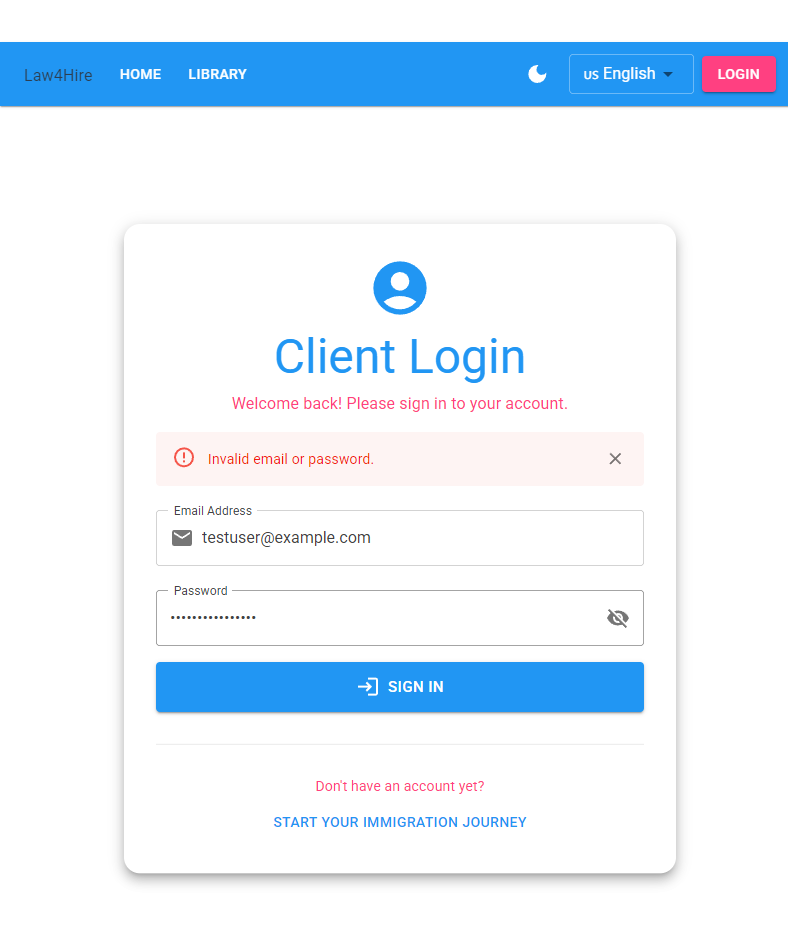 Law4Hire HOME LIBRARY US English LOGIN
Client Login
Welcome back! Please sign in to your account.
Invalid email or password.
Email Address
testuser@example.com
Password
••••••••••••••••
SIGN IN
Don't have an account yet?
START YOUR IMMIGRATION JOURNEY